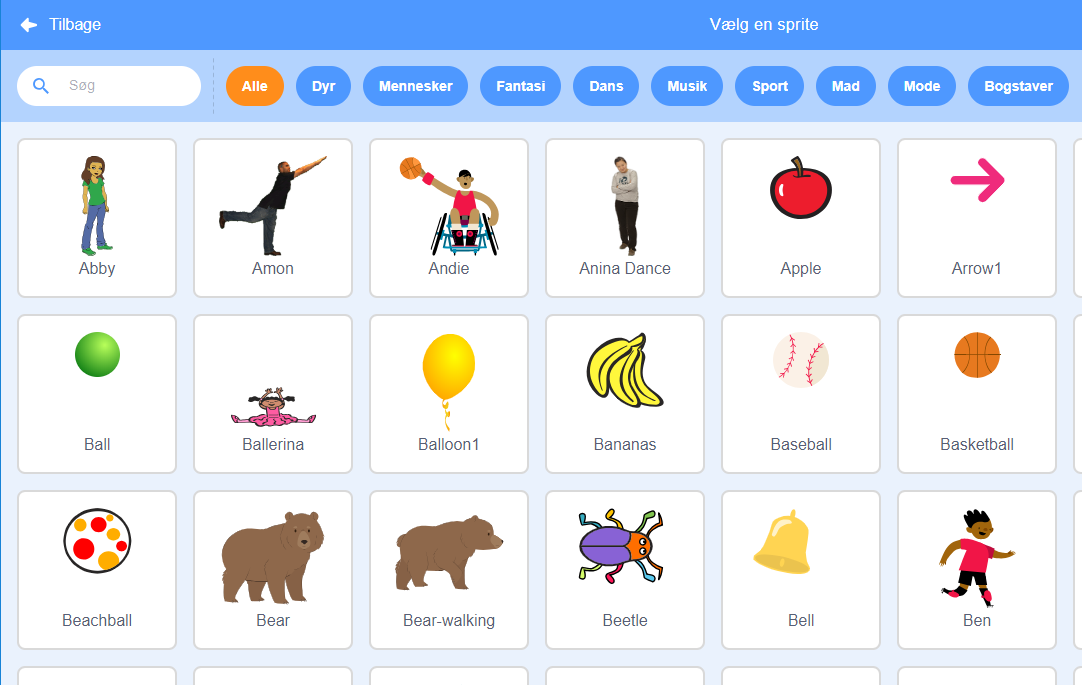 Tilbage
Vælg en sprite
Søg
Alle
Dyr
Mennesker
Fantasi
Dans
Musik
Sport
Mad
Mode
Bogstaver
Abby
Amon
Andie
Anina Dance
Apple
Arrow1
Ball
Ballerina
Balloon1
Bananas
Baseball
Basketball
Beachball
Bear
Bear-walking
Beetle
Bell
Ben